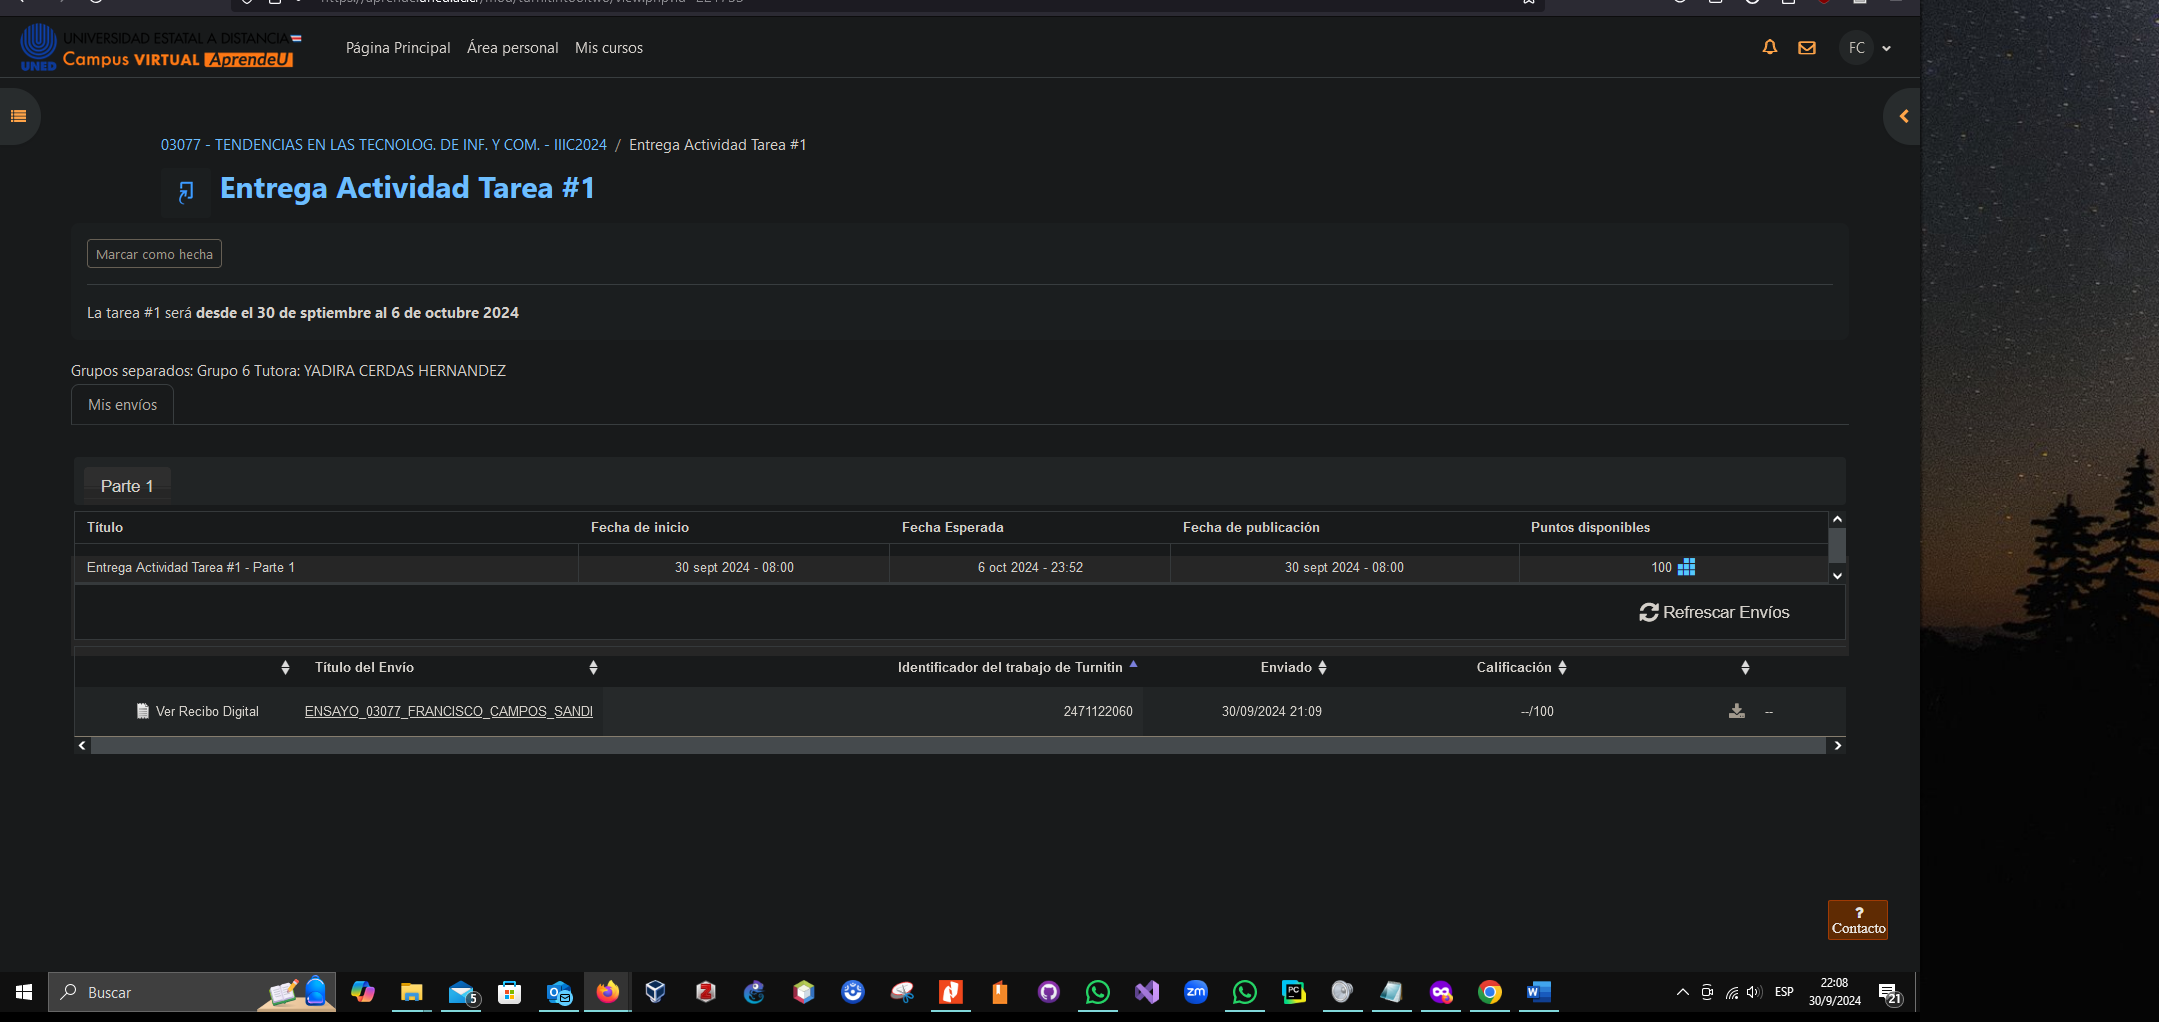 UNIVERSIDAD ESTATAL A DISTANCIA
UNED Campus VIRTUAL AprendeU
Página Principal Área personal Mis cursos
FC
03077 - TENDENCIAS EN LAS TECNOLOG. DE INF. Y COM. - IIIC2024 / Entrega Actividad Tarea #1
Entrega Actividad Tarea #1
Marcar como hecha
La tarea #1 será desde el 30 de sptiembre al 6 de octubre 2024
Grupos separados: Grupo 6 Tutora: YADIRA CERDAS HERNANDEZ
Mis envíos
Parte 1
Título Fecha de inicio Fecha Esperada Fecha de publicación Puntos disponibles
Entrega Actividad Tarea #1 - Parte 1 30 sept 2024 - 08:00 6 oct 2024 - 23:52 30 sept 2024 - 08:00 100
Refrescar Envíos
Título del Envío Identificador del trabajo de Turnitin Enviado Calificación
Ver Recibo Digital ENSAYO_03077_FRANCISCO_CAMPOS_SANDI 2471122060 30/09/2024 21:09 --/100 --
?
Contacto
Buscar 5 zm PC W ESP 22:08
30/9/2024 21